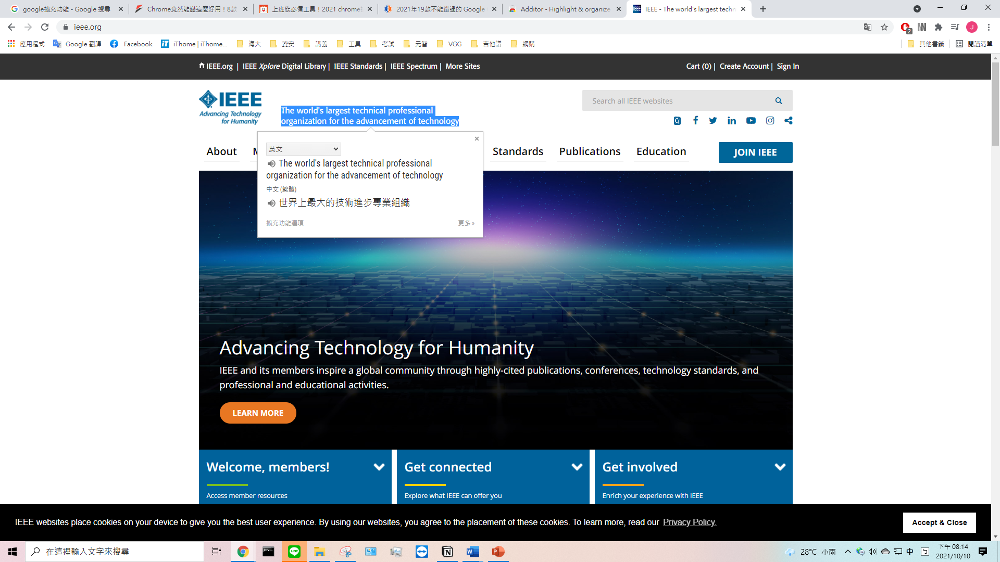 google擴充功能 - Google 搜尋
Chrome竟然能變這麼好用！8款
上班族必備工具！2021 chrome
2021年19款不能錯過的 Google
Additor - Highlight & organize
IEEE - The world's largest techn
ieee.org
2
J
應用程式
Google 翻譯
Facebook
iThome | iThome...
海大
資安
講義
工具
考試
元智
VGG
吉他譜
網購
其他書籤
閱讀清單
IEEE.org | IEEE Xplore Digital Library | IEEE Standards | IEEE Spectrum | More Sites
Cart (0) | Create Account | Sign In
IEEE
Advancing Technology
for Humanity
The world's largest technical professional
organization for the advancement of technology
Search all IEEE websites
About
Standards
Publications
Education
JOIN IEEE
英文
The world's largest technical professional
organization for the advancement of technology
中文 (繁體)
世界上最大的技術進步專業組織
擴充功能選項
更多 »
Advancing Technology for Humanity
IEEE and its members inspire a global community through highly-cited publications, conferences, technology standards, and
professional and educational activities.
LEARN MORE
Welcome, members!
Access member resources
Get connected
Explore what IEEE can offer you
Get involved
Enrich your experience with IEEE
IEEE websites place cookies on your device to give you the best user experience. By using our websites, you agree to the placement of these cookies. To learn more, read our Privacy Policy.
Accept & Close
在這裡輸入文字來搜尋
28°C 小雨
中
下午 08:14
2021/10/10